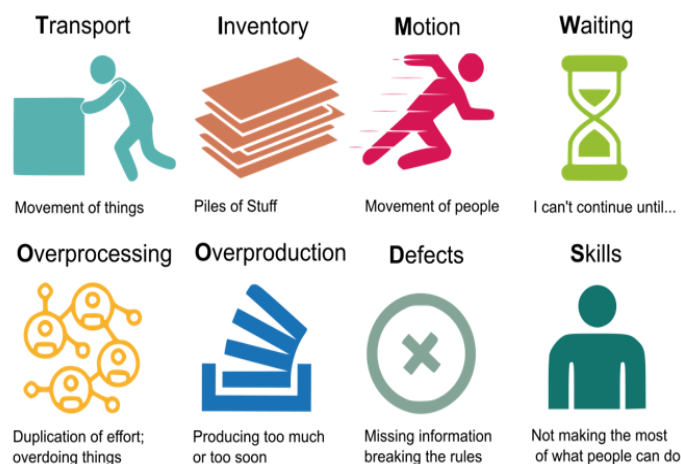 Transport
Inventory
Motion
Waiting
Movement of things
Piles of Stuff
Movement of people
I can't continue until...
Overprocessing
Overproduction
Defects
Skills
Duplication of effort;
overdoing things
Producing too much
or too soon
Missing information
breaking the rules
Not making the most
of what people can do